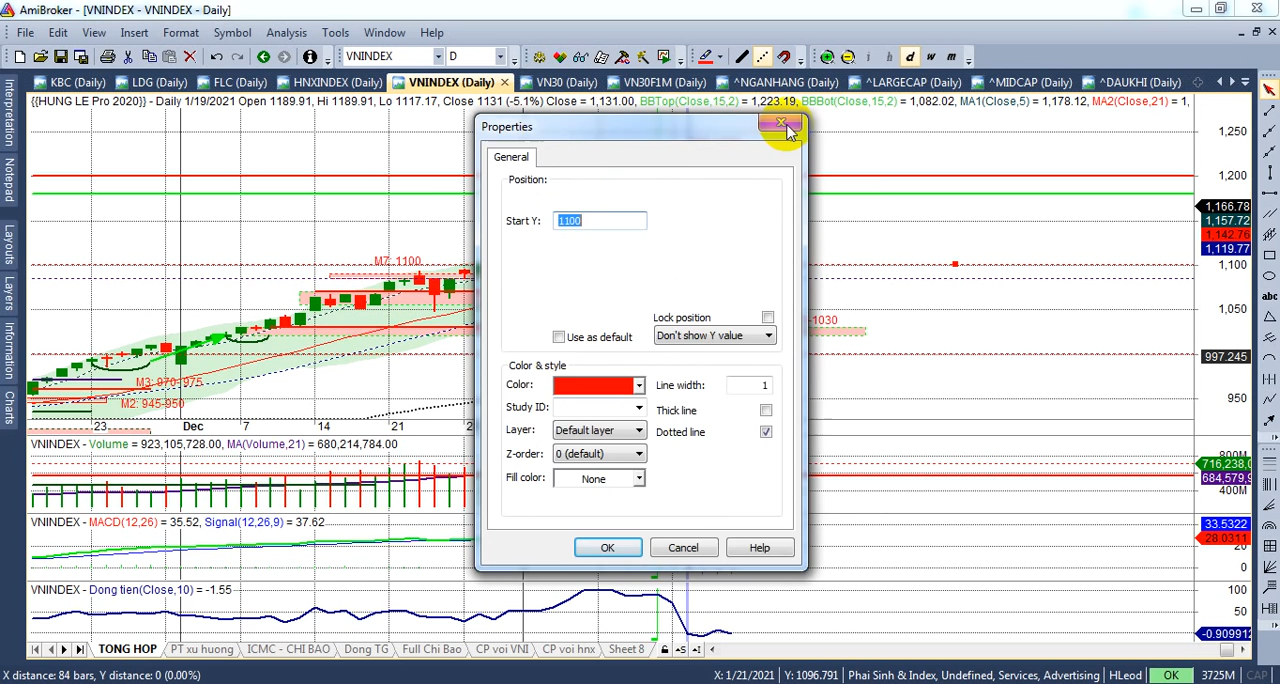 AmiBroker - [VNINDEX - VNINDEX - Daily]
File Edit View Insert Format Symbol Analysis Tools Window Help
VNINDEX D i h d w m
KBC (Daily) LDG (Daily) FLC (Daily) HNXINDEX (Daily) VNINDEX (Daily) VN30 (Daily) VN30F1M (Daily) ^NGANHANG (Daily) ^LARGECAP (Daily) ^MIDCAP (Daily) ^DAUKHI (Daily)
{{HUNG LE Pro 2020}} - Daily 1/19/2021 Open 1189.91, Hi 1189.91, Lo 1117.17, Close 1131 (-5.1%) Close = 1,131.00, BBTop(Close,15,2) = 1,223.19, BBBot(Close,15,2) = 1,082.02, MA1(Close,5) = 1,178.12, MA2(Close,21) = 1,
Interpretation
Notepad
Layouts
Layers
Information
Charts
Properties
General
Position:
Start Y: 1100
Lock position
Use as default Don't show Y value
Color & style
Color: Line width: 1
Study ID: Thick line
Layer: Default layer Dotted line
Z-order: 0 (default)
Fill color: None
OK Cancel Help
M7: 1100
-1030
M3: 970-975
M2: 945-950
1,250
1,200
1,166.78
1,157.72
1,142.76
1,119.77
1,100
1,050
997.245
950
23 Dec 7 14 21 2
VNINDEX - Volume = 923,105,728.00, MA(Volume,21) = 680,214,784.00
800M
716,238,0
684,579,9
400M
VNINDEX - MACD(12,26) = 35.52, Signal(12,26,9) = 37.62
33.5322
28.0311
20
0
VNINDEX - Dong tien(Close,10) = -1.55
100
50
-0.909912
TONG HOP PT xu huong ICMC - CHI BAO Dong TG Full Chi Bao CP voi VNI CP voi hnx Sheet 8
X distance: 84 bars, Y distance: 0 (0.00%) X: 1/21/2021 Y: 1096.791 Phai Sinh & Index, Undefined, Services, Advertising HLeod OK 3725M CAP
abc